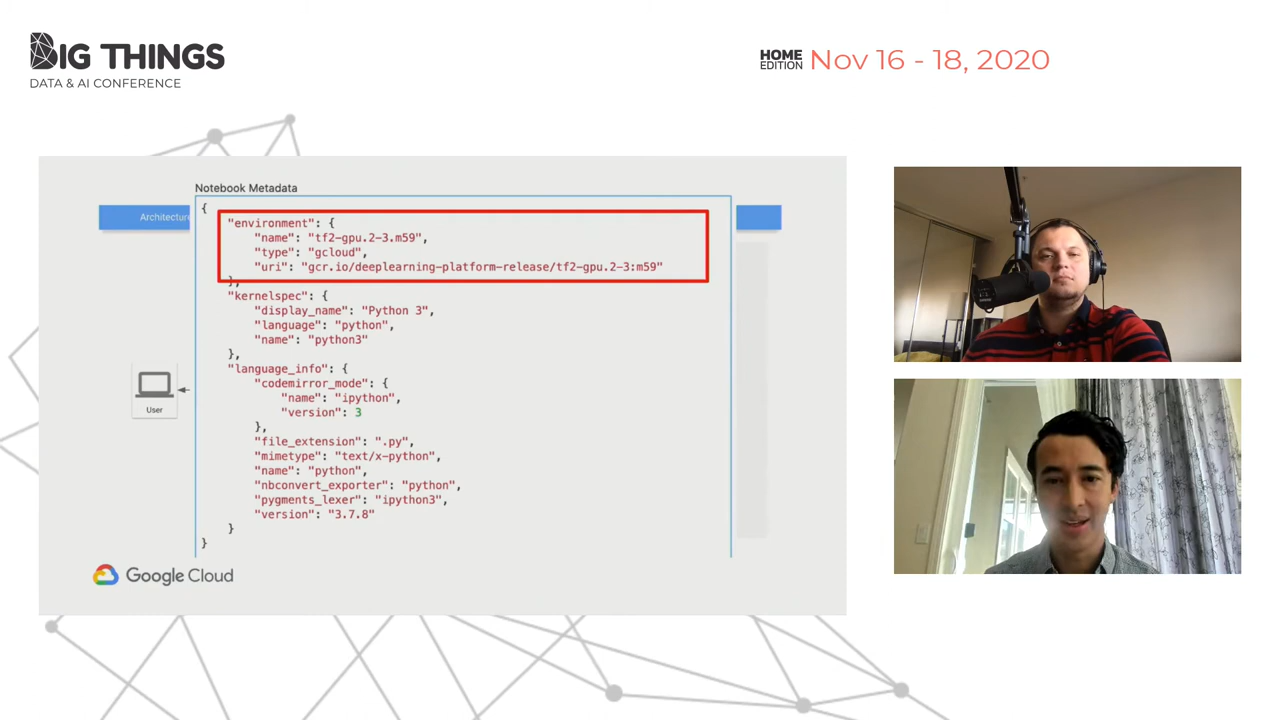 BIG THINGS
DATA & AI CONFERENCE
HOME
EDITION
Nov 16 - 18, 2020
Notebook Metadata
Architecture
{
"environment": {
"name": "tf2-gpu.2-3.m59",
"type": "gcloud",
"uri": "gcr.io/deeplearning-platform-release/tf2-gpu.2-3:m59"
},
"kernelspec": {
"display_name": "Python 3",
"language": "python",
"name": "python3"
},
"language_info": {
"codemirror_mode": {
"name": "ipython",
"version": 3
},
"file_extension": ".py",
"mimetype": "text/x-python",
"name": "python",
"nbconvert_exporter": "python",
"pygments_lexer": "ipython3",
"version": "3.7.8"
}
}
User
Google Cloud